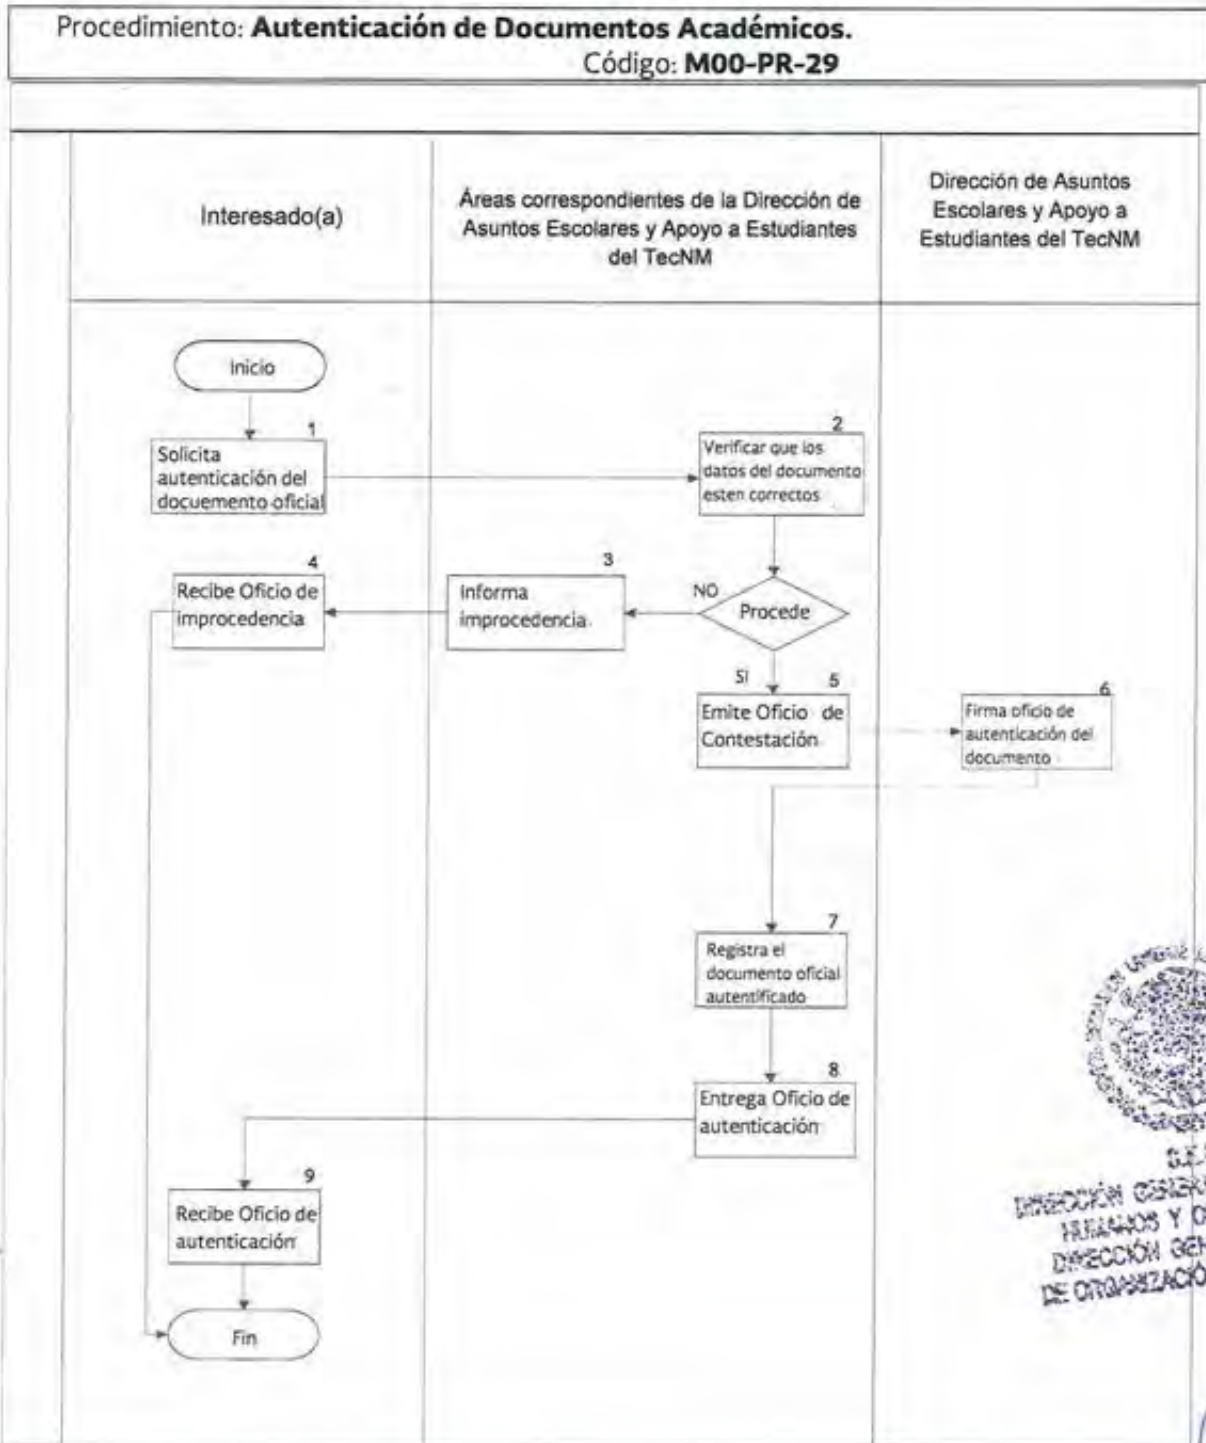 Procedimiento: Autenticación de Documentos Académicos.
Código: M00-PR-29
Interesado(a)
Áreas correspondientes de la Dirección de
Asuntos Escolares y Apoyo a Estudiantes
del TecNM
Dirección de Asuntos
Escolares y Apoyo a
Estudiantes del TecNM
Inicio
1
Solicita
autenticación del
docuemento oficial
2
Verificar que los
datos del documento
esten correctos
4
Recibe Oficio de
improcedencia
3
Informa
improcedencia.
NO
Procede
SI
5
Emite Oficio de
Contestación
6
Firma oficio de
autenticación del
documento
7
Registra el
documento oficial
autentificado
8
Entrega Oficio de
autenticación
9
Recibe Oficio de
autenticación
Fin
DIRECCIÓN
HUMANOS Y
DIRECCIÓN
DE